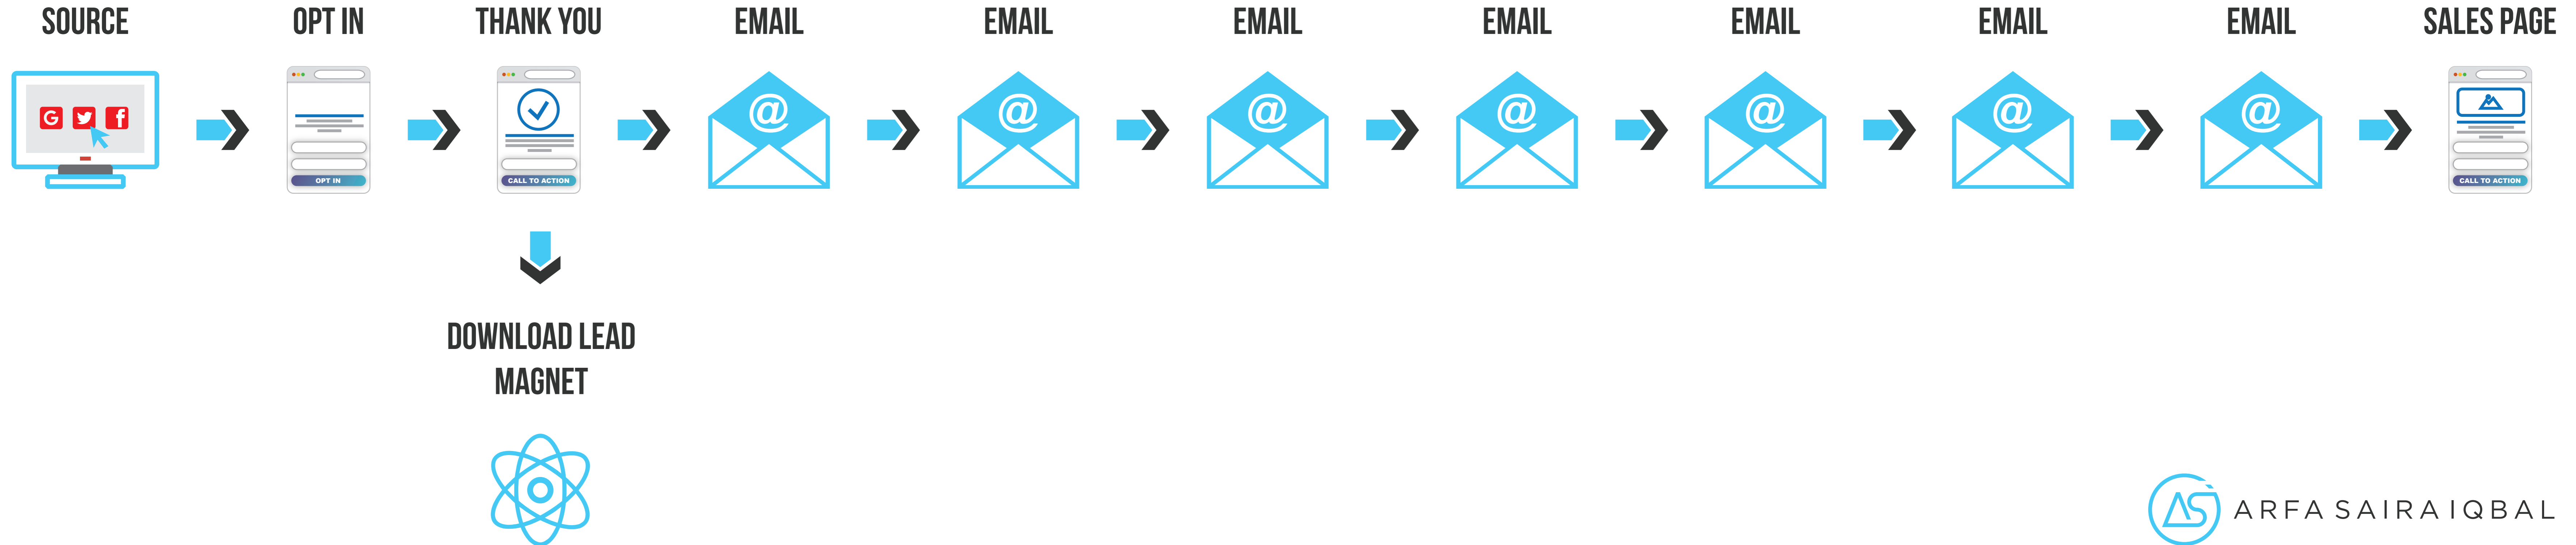 SOURCE
OPT IN
THANK YOU
EMAIL
EMAIL
EMAIL
EMAIL
EMAIL
EMAIL
EMAIL
SALES PAGE
G
f
@
@
@
@
@
@
@
OPT IN
CALL TO ACTION
CALL TO ACTION
DOWNLOAD LEAD
MAGNET
AS
ARFA SAIRA IQBAL